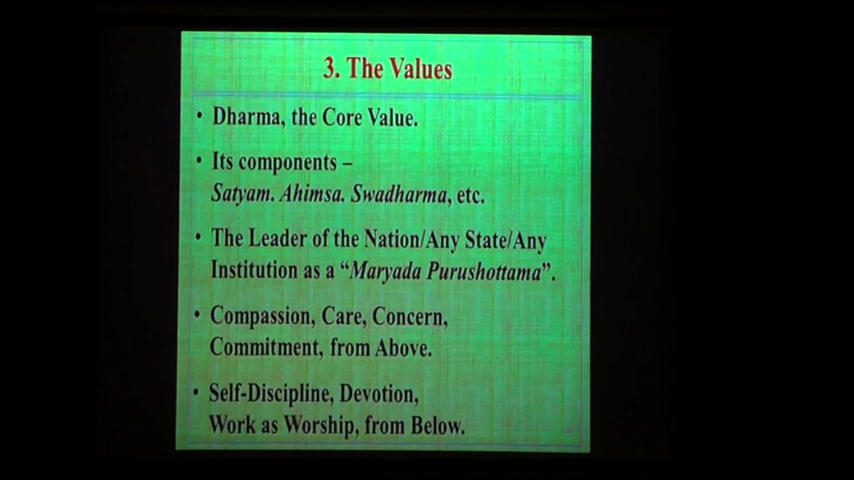 3. The Values
• Dharma, the Core Value.
• Its components –
Satyam. Ahimsa. Swadharma, etc.
• The Leader of the Nation/Any State/Any
Institution as a “Maryada Purushottama”.
• Compassion, Care, Concern,
Commitment, from Above.
• Self-Discipline, Devotion,
Work as Worship, from Below.